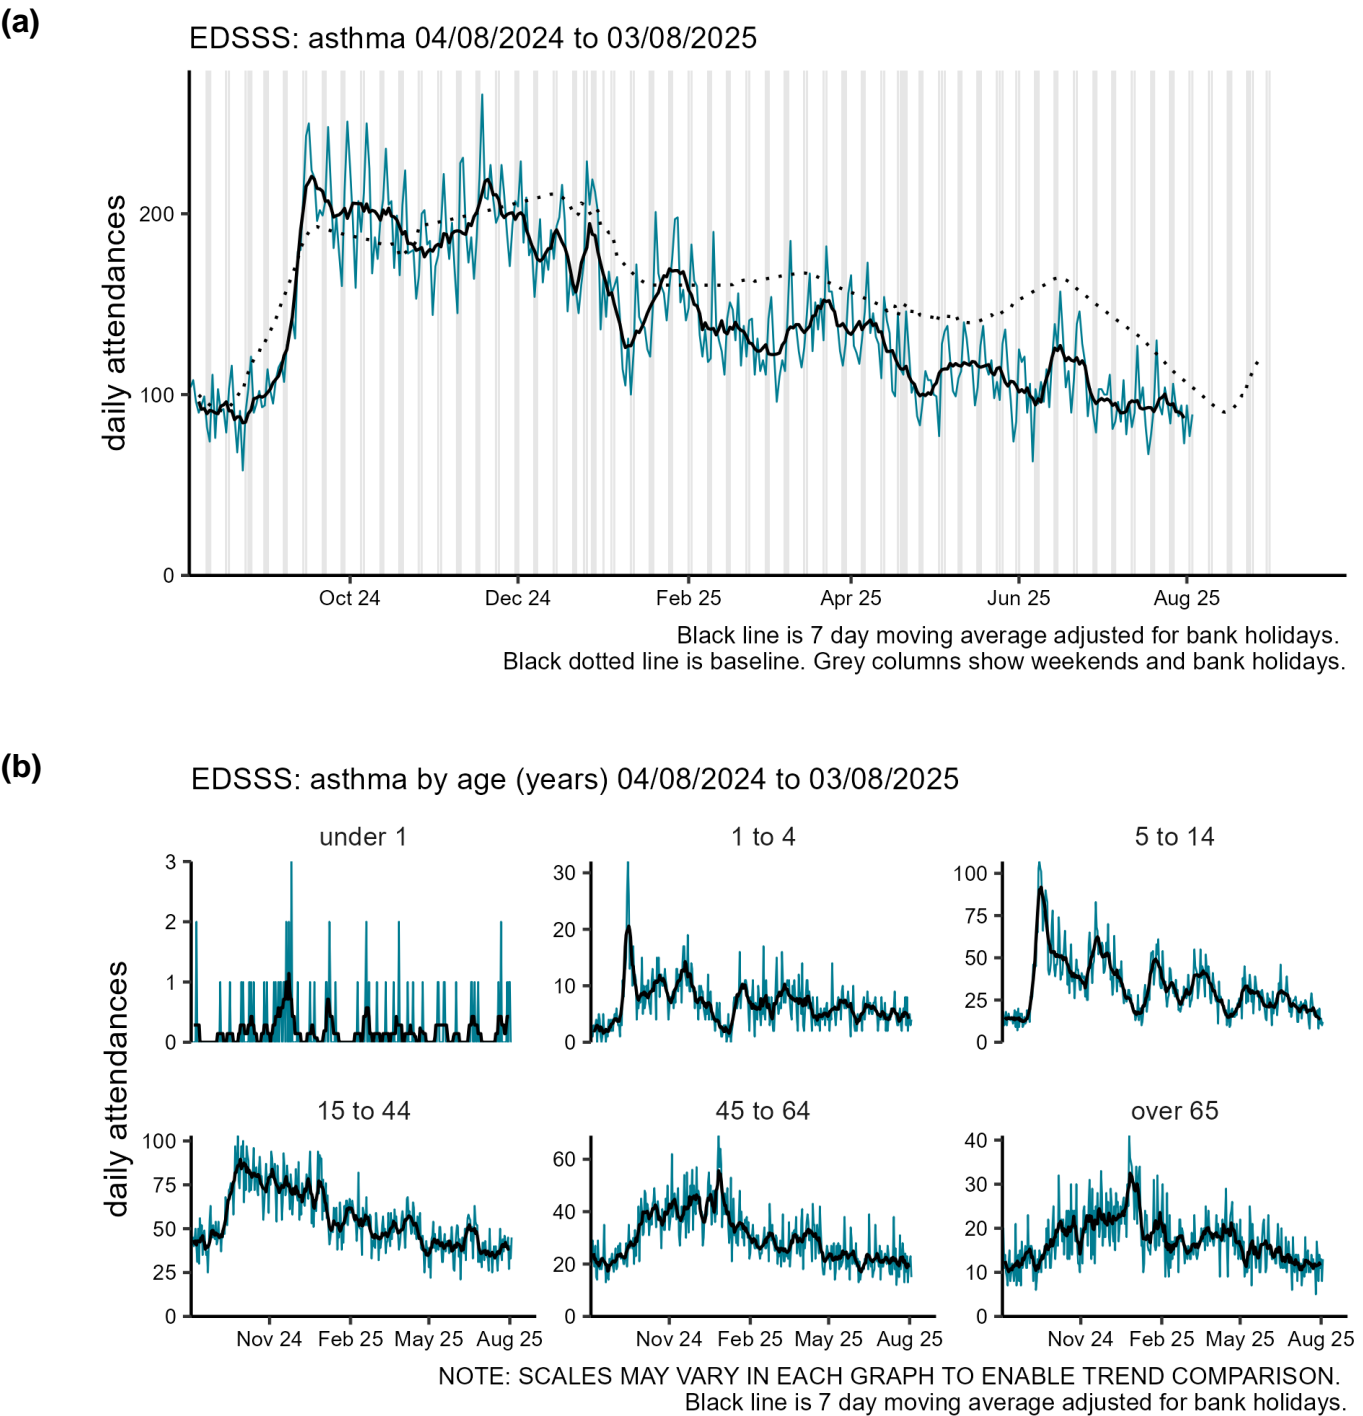 (a)
EDSSS: asthma 04/08/2024 to 03/08/2025
daily attendances
200
100
0
Oct 24
Dec 24
Feb 25
Apr 25
Jun 25
Aug 25
Black line is 7 day moving average adjusted for bank holidays.
Black dotted line is baseline. Grey columns show weekends and bank holidays.
(b)
EDSSS: asthma by age (years) 04/08/2024 to 03/08/2025
daily attendances
under 1
3
2
1
0
1 to 4
30
20
10
0
5 to 14
100
75
50
25
0
15 to 44
100
75
50
25
0
Nov 24
Feb 25
May 25
Aug 25
45 to 64
60
40
20
0
Nov 24
Feb 25
May 25
Aug 25
over 65
40
30
20
10
0
Nov 24
Feb 25
May 25
Aug 25
NOTE: SCALES MAY VARY IN EACH GRAPH TO ENABLE TREND COMPARISON.
Black line is 7 day moving average adjusted for bank holidays.